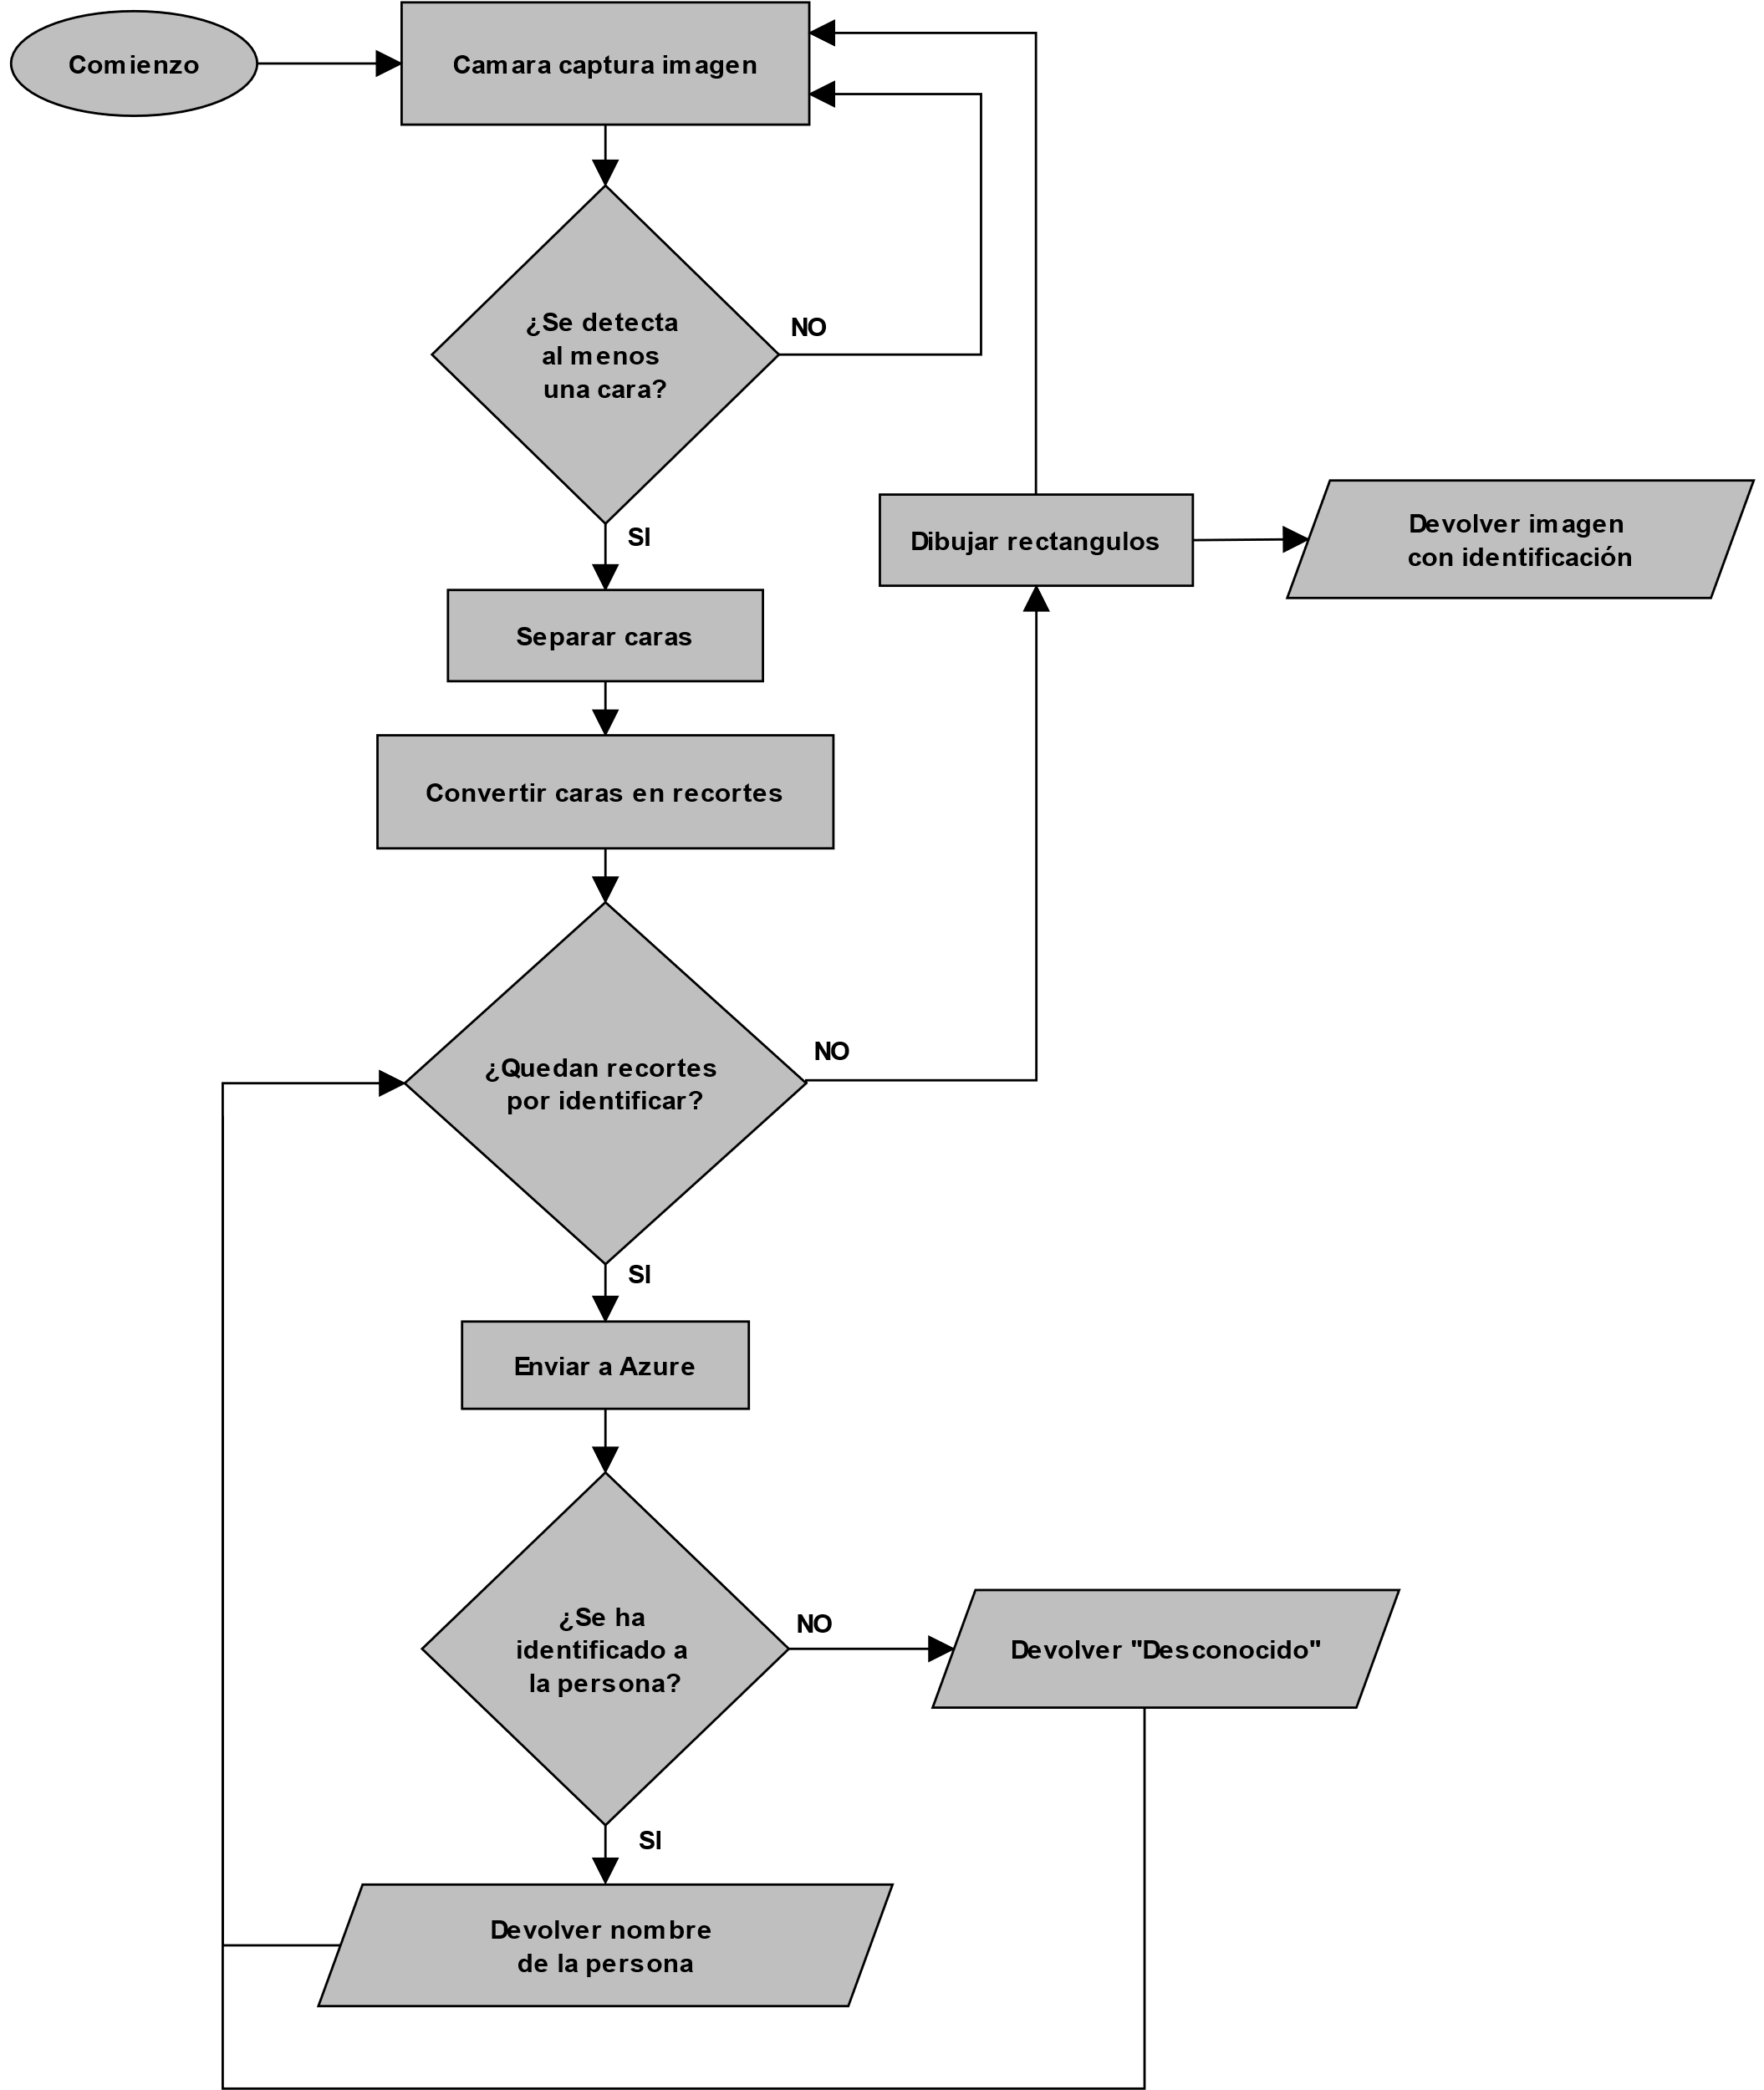 Comienzo
Camara captura imagen
¿Se detecta
al menos
una cara?
NO
SI
Separar caras
Dibujar rectangulos
Devolver imagen
con identificación
Convertir caras en recortes
¿Quedan recortes
por identificar?
NO
SI
Enviar a Azure
¿Se ha
identificado a
la persona?
NO
Devolver "Desconocido"
SI
Devolver nombre
de la persona